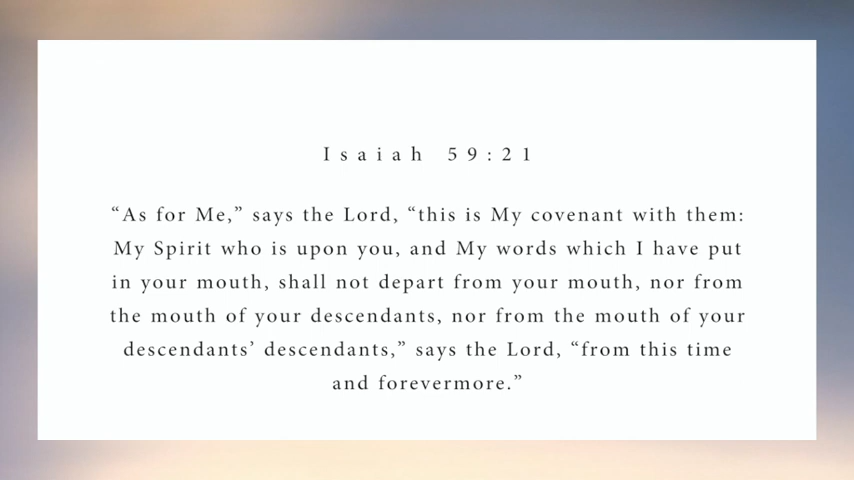 Isaiah 59:21
“As for Me,” says the Lord, “this is My covenant with them:
My Spirit who is upon you, and My words which I have put
in your mouth, shall not depart from your mouth, nor from
the mouth of your descendants, nor from the mouth of your
descendants’ descendants,” says the Lord, “from this time
and forevermore.”